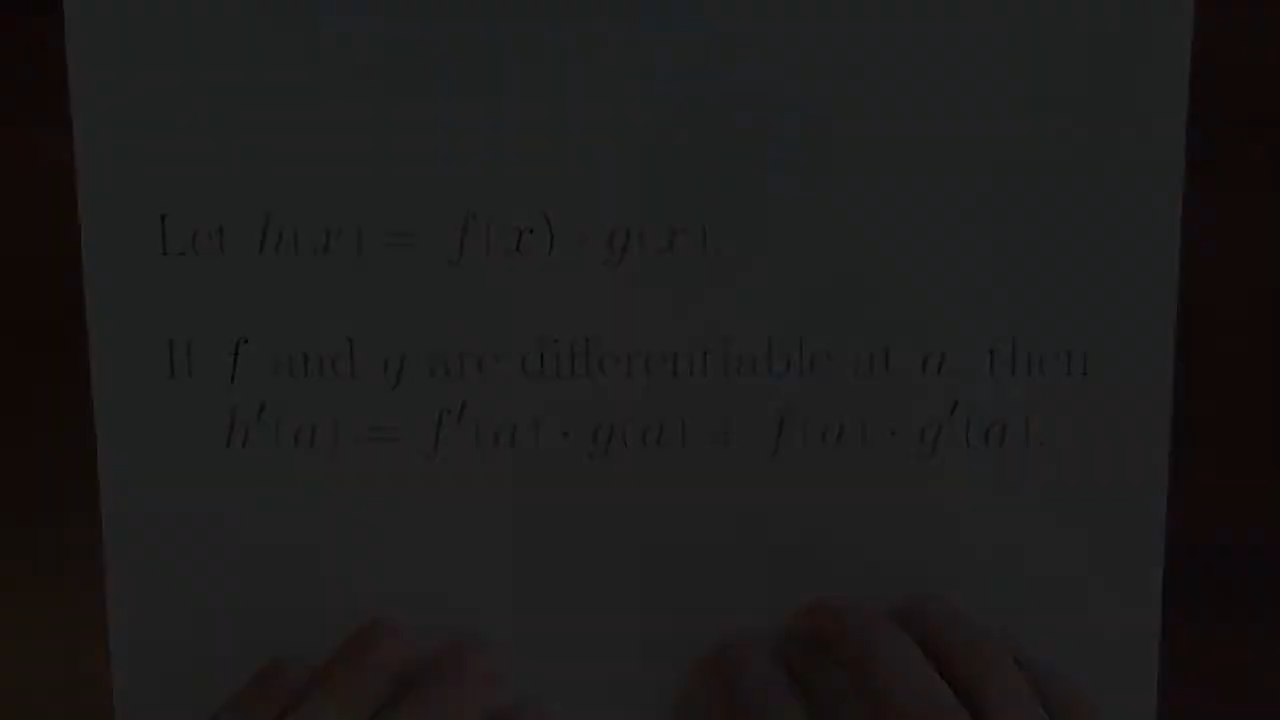 Let h(x) = f(x) · g(x).
If f and g are differentiable at a, then
h′(a) = f′(a) · g(a) + f(a) · g′(a).